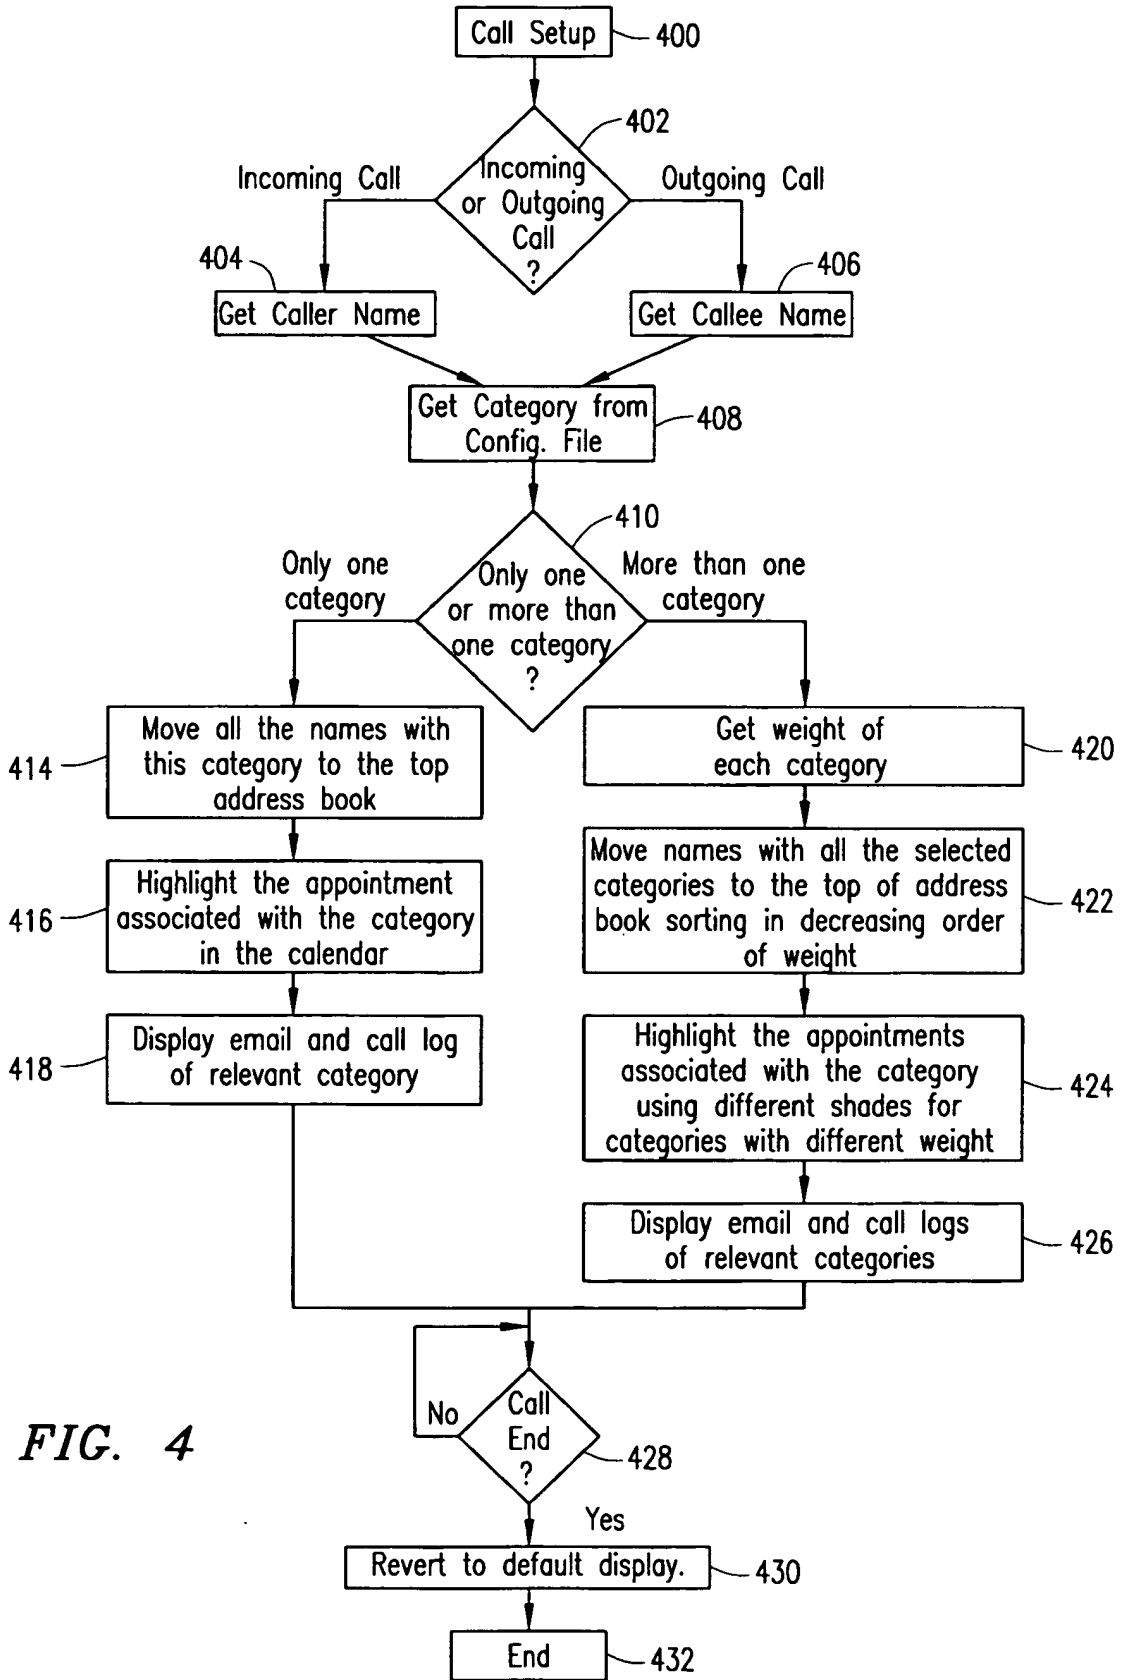 Call Setup
400
402
Incoming
or Outgoing
Call
?
Incoming Call
Outgoing Call
404
Get Caller Name
406
Get Callee Name
Get Category from
Config. File
408
410
Only one
or more than
one category
?
Only one
category
More than one
category
414
Move all the names with
this category to the top
address book
416
Highlight the appointment
associated with the category
in the calendar
418
Display email and call log
of relevant category
Get weight of
each category
420
Move names with all the selected
categories to the top of address
book sorting in decreasing order
of weight
422
Highlight the appointments
associated with the category
using different shades for
categories with different weight
424
Display email and call logs
of relevant categories
426
Call
End
?
428
No
Yes
Revert to default display.
430
End
432
FIG. 4